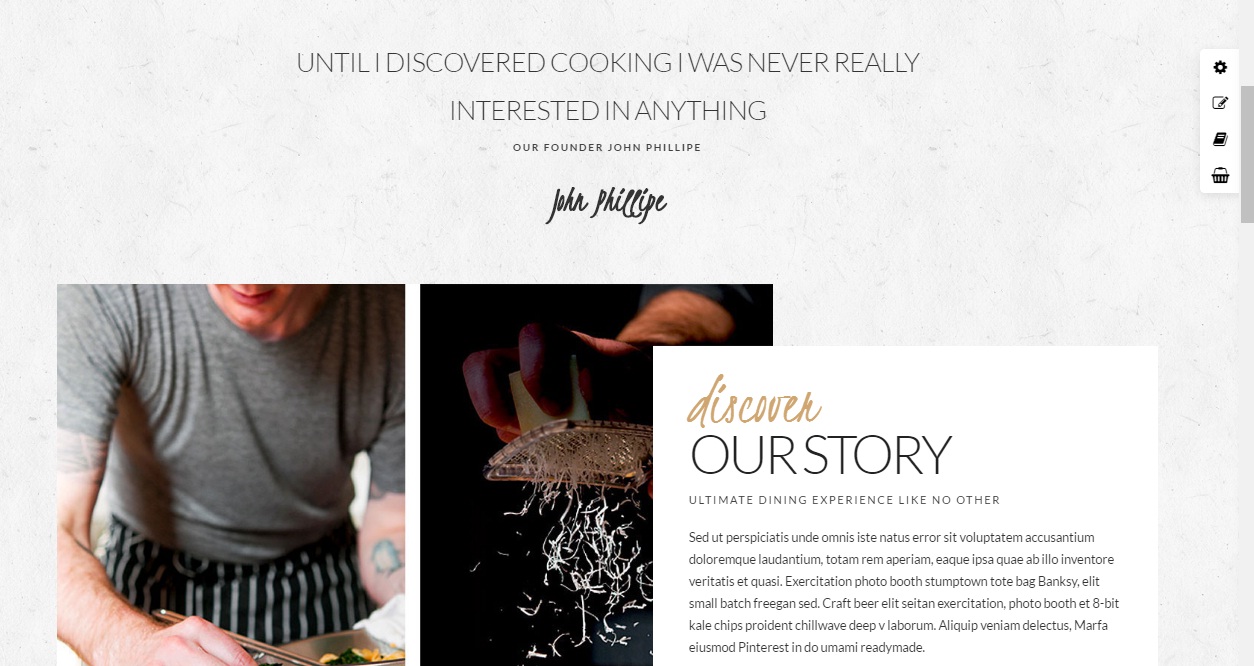 UNTIL I DISCOVERED COOKING I WAS NEVER REALLY
INTERESTED IN ANYTHING
OUR FOUNDER JOHN PHILLIPE
John Phillipe
discover
OUR STORY
ULTIMATE DINING EXPERIENCE LIKE NO OTHER
Sed ut perspiciatis unde omnis iste natus error sit voluptatem accusantium
doloremque laudantium, totam rem aperiam, eaque ipsa quae ab illo inventore
veritatis et quasi. Exercitation photo booth stumptown tote bag Banksy, elit
small batch freegan sed. Craft beer elit seitan exercitation, photo booth et 8-bit
kale chips proident chillwave deep v laborum. Aliquip veniam delectus, Marfa
eiusmod Pinterest in do umami readymade.